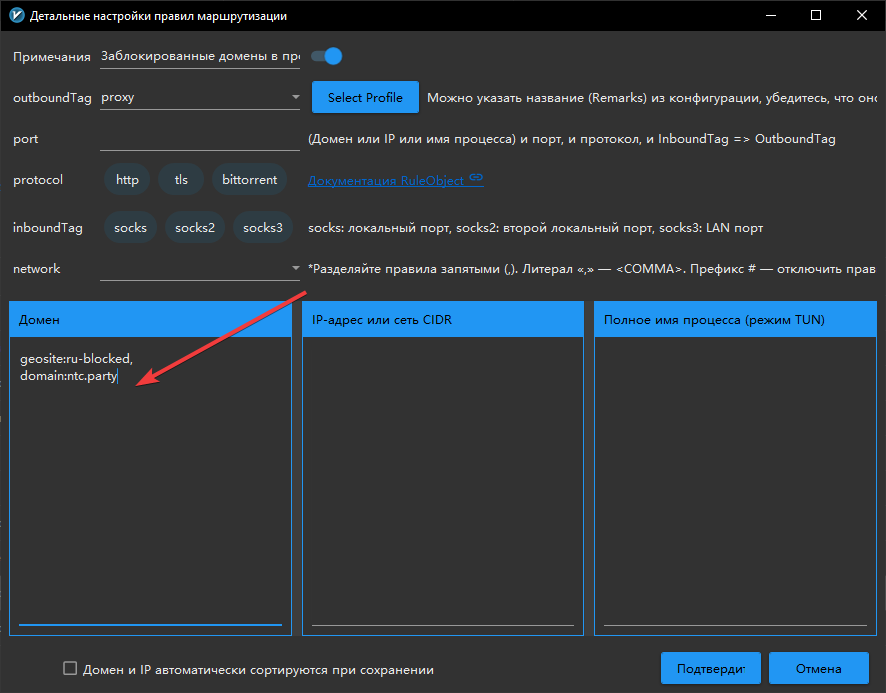 Детальные настройки правил маршрутизации
Примечания Заблокированные домены в пр
outboundTag proxy Select Profile Можно указать название (Remarks) из конфигурации, убедитесь, что оно
port (Домен или IP или имя процесса) и порт, и протокол, и InboundTag => OutboundTag
protocol http tls bittorrent Документация RuleObject
inboundTag socks socks2 socks3 socks: локальный порт, socks2: второй локальный порт, socks3: LAN порт
network *Разделяйте правила запятыми (,). Литерал «,» — <COMMA>. Префикс # — отключить прав
Домен IP-адрес или сеть CIDR Полное имя процесса (режим TUN)
geosite:ru-blocked,
domain:ntc.party
Домен и IP автоматически сортируются при сохранении Подтверди Отмена